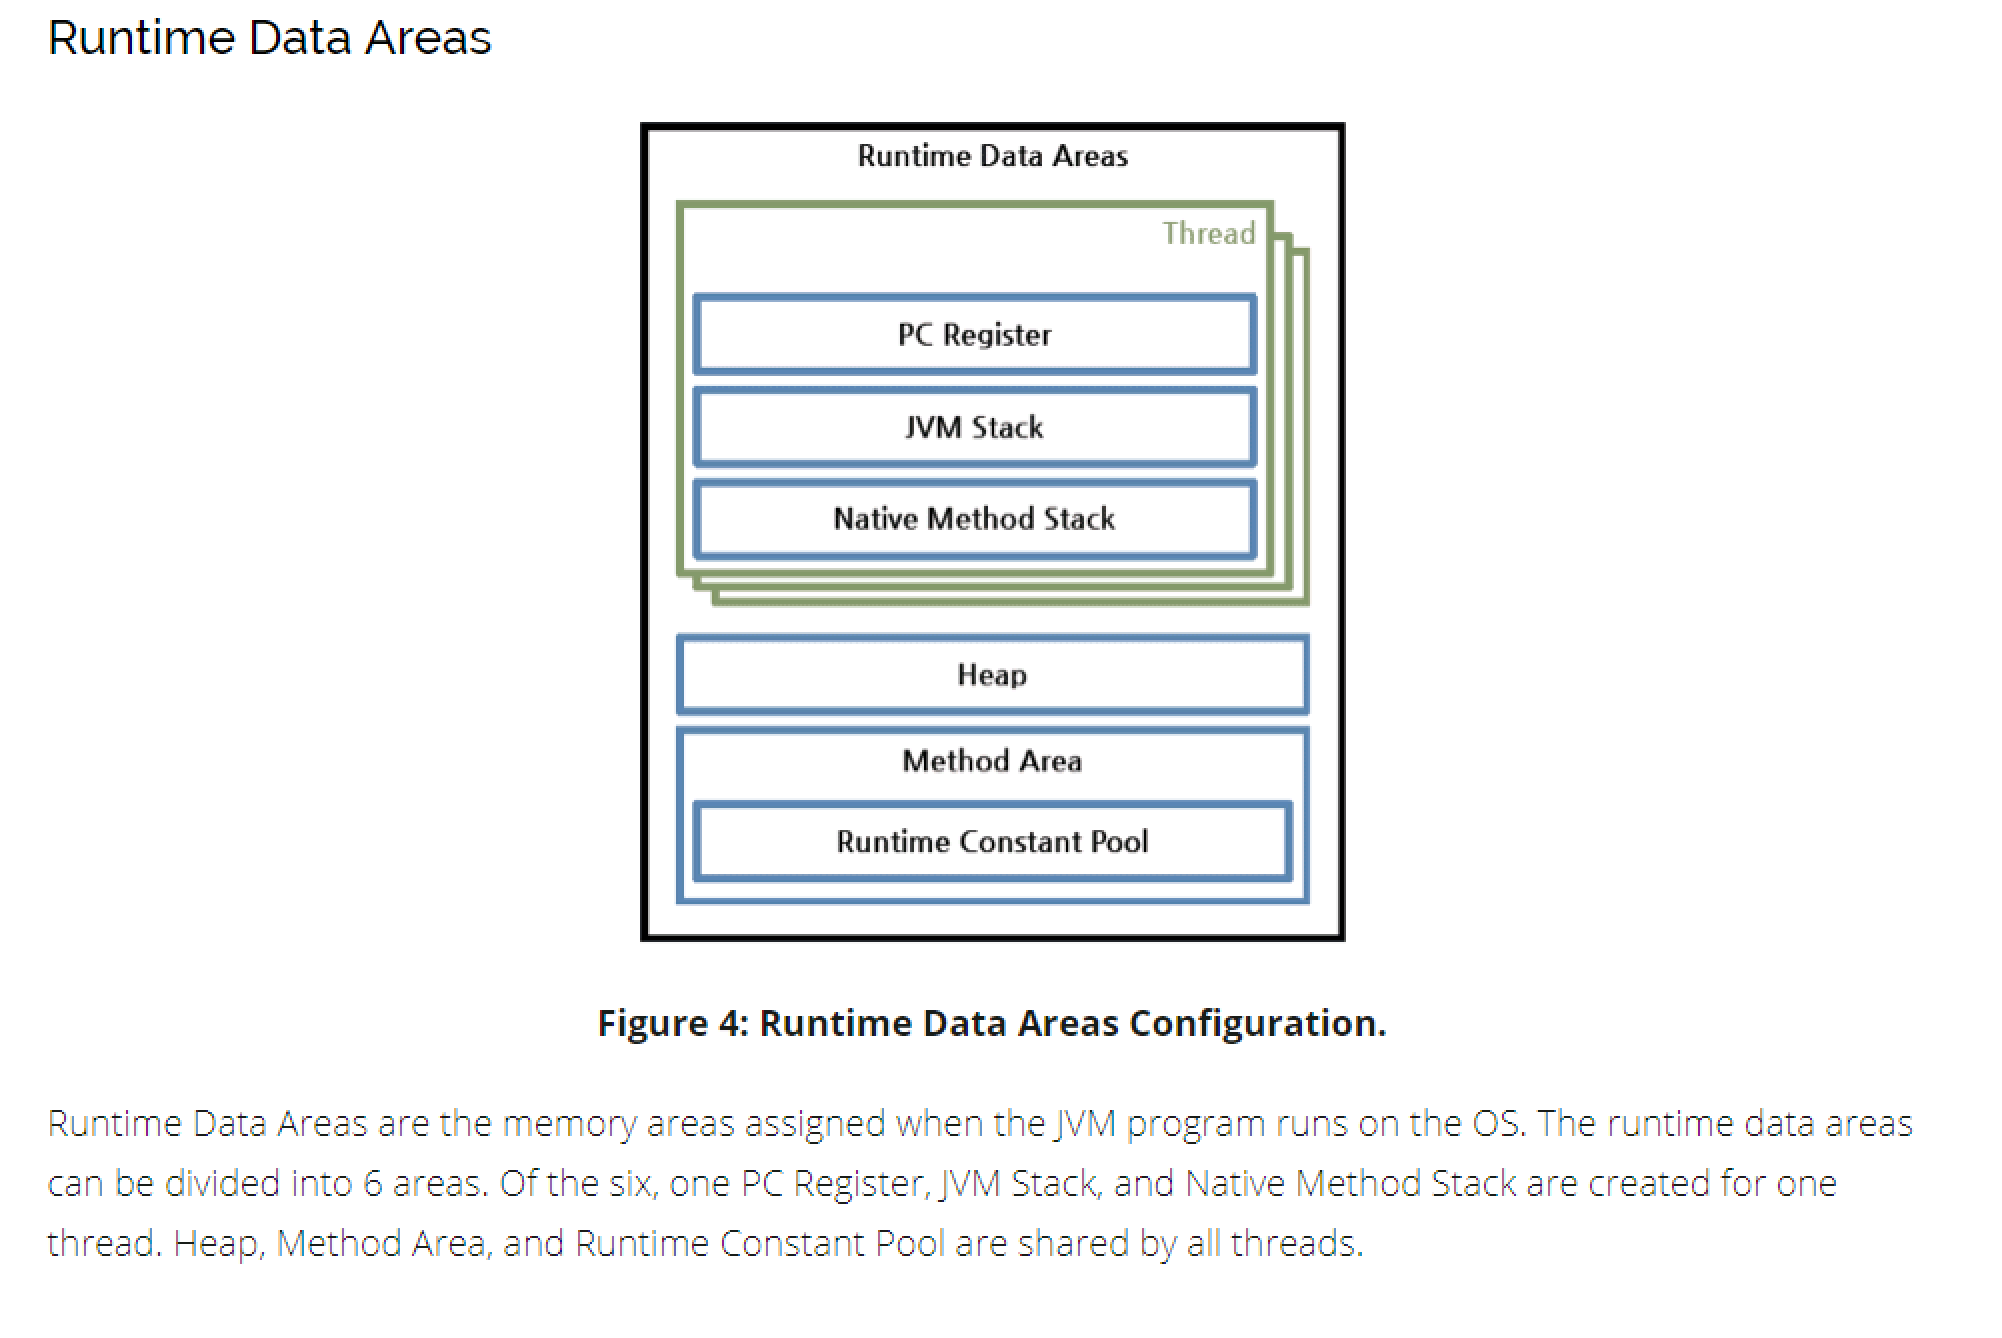 Runtime Data Areas
Runtime Data Areas
Thread
PC Register
JVM Stack
Native Method Stack
Heap
Method Area
Runtime Constant Pool
Figure 4: Runtime Data Areas Configuration.
Runtime Data Areas are the memory areas assigned when the JVM program runs on the OS. The runtime data areas
can be divided into 6 areas. Of the six, one PC Register, JVM Stack, and Native Method Stack are created for one
thread. Heap, Method Area, and Runtime Constant Pool are shared by all threads.